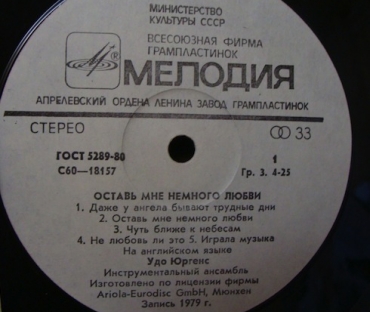 МИНИСТЕРСТВО
КУЛЬТУРЫ СССР
ВСЕСОЮЗНАЯ ФИРМА
ГРАМПЛАСТИНОК
МЕЛОДИЯ
АПРЕЛЕВСКИЙ ОРДЕНА ЛЕНИНА ЗАВОД ГРАМПЛАСТИНОК
СТЕРЕО 33
ГОСТ 5289-80 1
С60—18157 Гр. 3. 4-25
ОСТАВЬ МНЕ НЕМНОГО ЛЮБВИ
1. Даже у ангела бывают трудные дни
2. Оставь мне немного любви
3. Чуть ближе к небесам
4. Не любовь ли это 5. Играла музыка
На английском языке
Удо Юргенс
Инструментальный ансамбль
Изготовлено по лицензии фирмы
Ariola-Eurodisc GmbH, Мюнхен
Запись 1979 г.